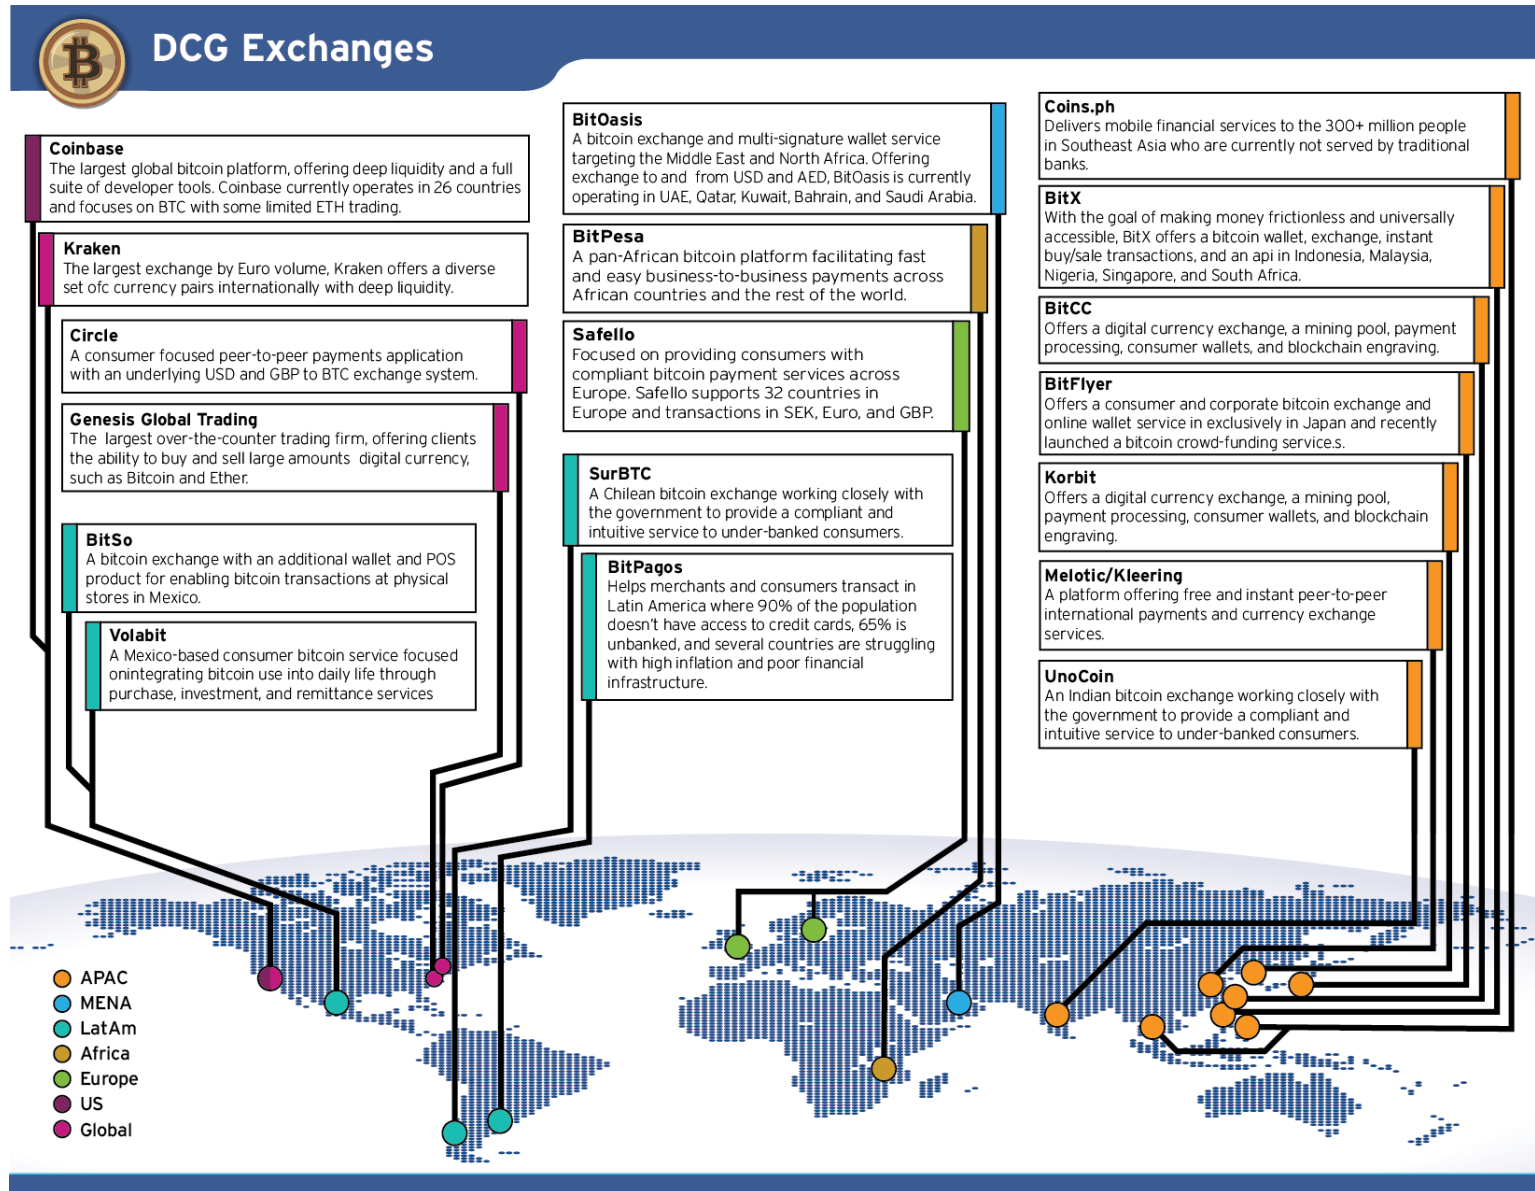 DCG Exchanges
Coinbase
The largest global bitcoin platform, offering deep liquidity and a full
suite of developer tools. Coinbase currently operates in 26 countries
and focuses on BTC with some limited ETH trading.
Kraken
The largest exchange by Euro volume, Kraken offers a diverse
set ofc currency pairs internationally with deep liquidity.
Circle
A consumer focused peer-to-peer payments application
with an underlying USD and GBP to BTC exchange system.
Genesis Global Trading
The largest over-the-counter trading firm, offering clients
the ability to buy and sell large amounts digital currency,
such as Bitcoin and Ether.
BitSo
A bitcoin exchange with an additional wallet and POS
product for enabling bitcoin transactions at physical
stores in Mexico.
Volabit
A Mexico-based consumer bitcoin service focused
onintegrating bitcoin use into daily life through
purchase, investment, and remittance services
BitOasis
A bitcoin exchange and multi-signature wallet service
targeting the Middle East and North Africa. Offering
exchange to and from USD and AED, BitOasis is currently
operating in UAE, Qatar, Kuwait, Bahrain, and Saudi Arabia.
BitPesa
A pan-African bitcoin platform facilitating fast
and easy business-to-business payments across
African countries and the rest of the world.
Safello
Focused on providing consumers with
compliant bitcoin payment services across
Europe. Safello supports 32 countries in
Europe and transactions in SEK, Euro, and GBP.
SurBTC
A Chilean bitcoin exchange working closely with
the government to provide a compliant and
intuitive service to under-banked consumers.
BitPagos
Helps merchants and consumers transact in
Latin America where 90% of the population
doesn't have access to credit cards, 65% is
unbanked, and several countries are struggling
with high inflation and poor financial
infrastructure.
Coins.ph
Delivers mobile financial services to the 300+ million people
in Southeast Asia who are currently not served by traditional
banks.
BitX
With the goal of making money frictionless and universally
accessible, BitX offers a bitcoin wallet, exchange, instant
buy/sale transactions, and an api in Indonesia, Malaysia,
Nigeria, Singapore, and South Africa.
BitCC
Offers a digital currency exchange, a mining pool, payment
processing, consumer wallets, and blockchain engraving.
BitFlyer
Offers a consumer and corporate bitcoin exchange and
online wallet service in exclusively in Japan and recently
launched a bitcoin crowd-funding service.s.
Korbit
Offers a digital currency exchange, a mining pool,
payment processing, consumer wallets, and blockchain
engraving.
Melotic/Kleering
A platform offering free and instant peer-to-peer
international payments and currency exchange
services.
UnoCoin
An Indian bitcoin exchange working closely with
the government to provide a compliant and
intuitive service to under-banked consumers.
APAC
MENA
LatAm
Africa
Europe
US
Global